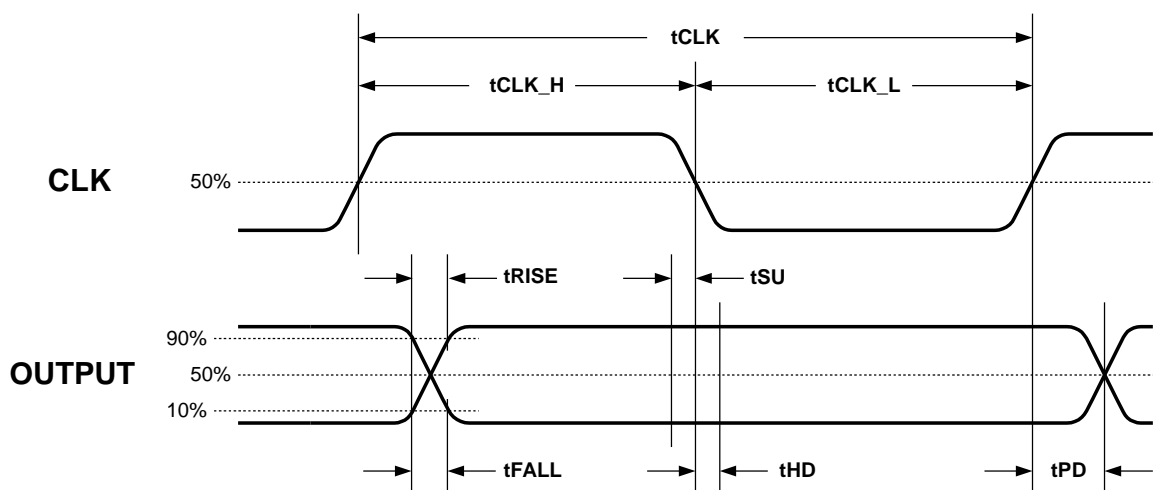 tCLK
tCLK_H tCLK_L
CLK 50%
tRISE tSU
90%
OUTPUT 50%
10%
tFALL tHD tPD